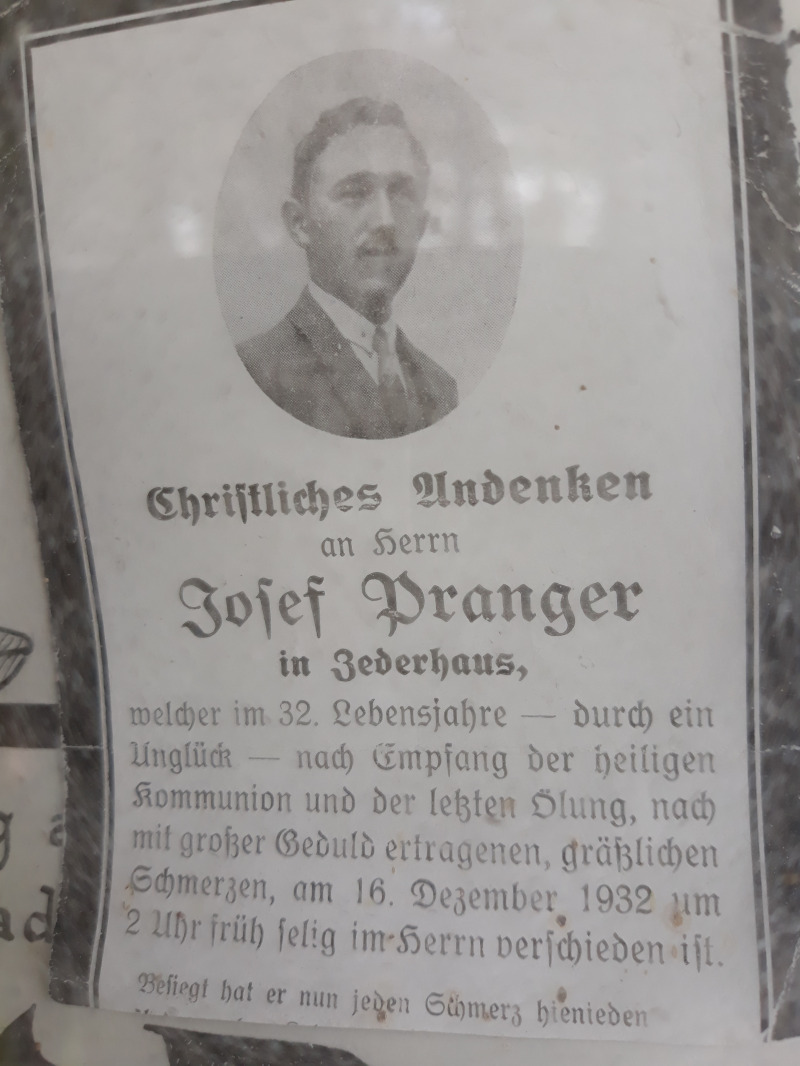 Christliches Andenken
an Herrn
Josef Pranger
in Zederhaus,
welcher im 32. Lebensjahre — durch ein
Unglück — nach Empfang der heiligen
Kommunion und der letzten Ölung, nach
mit großer Geduld ertragenen, gräßlichen
Schmerzen, am 16. Dezember 1932 um
2 Uhr früh selig im Herrn verschieden ist.
Besiegt hat er nun jeden Schmerz hienieden